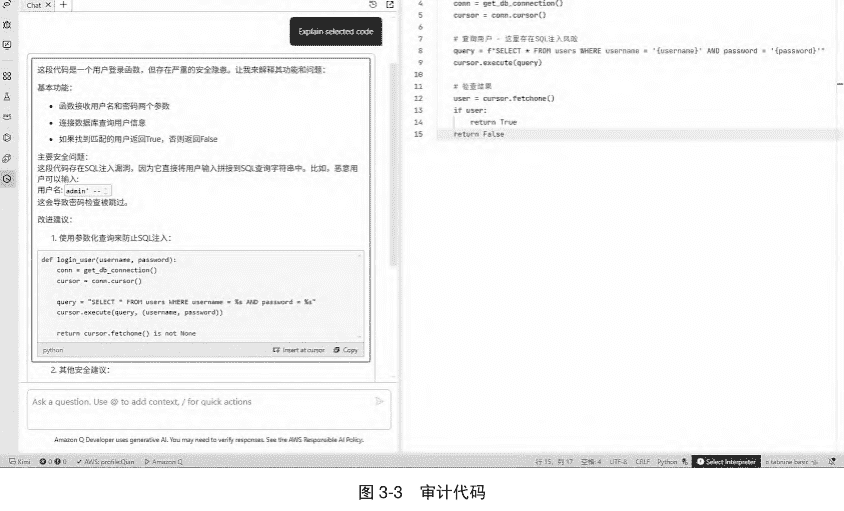 Chat
Explain selected code
这段代码是一个用户登录函数，但存在严重的安全隐患。让我来解释其功能和问题：
基本功能：
• 函数接收用户名和密码两个参数
• 连接数据库查询用户信息
• 如果找到匹配的用户返回True，否则返回False
主要安全问题：
这段代码存在SQL注入漏洞，因为它直接将用户输入拼接到SQL查询字符串中。比如，恶意用
户可以输入：
用户名: admin' --
这会导致密码检查被跳过。
改进建议：
1. 使用参数化查询来防止SQL注入：
def login_user(username, password):
conn = get_db_connection()
cursor = conn.cursor()
query = "SELECT * FROM users WHERE username = %s AND password = %s"
cursor.execute(query, (username, password))
return cursor.fetchone() is not None
python
Insert at cursor
Copy
2. 其他安全建议：
Ask a question. Use @ to add context, / for quick actions
Amazon Q Developer uses generative AI. You may need to verify responses. See the AWS Responsible AI Policy.
4 conn = get_db_connection()
5 cursor = conn.cursor()
6
7 # 查询用户 - 这里存在SQL注入风险
8 query = f"SELECT * FROM users WHERE username = '{username}' AND password = '{password}'"
9 cursor.execute(query)
10
11 # 检查结果
12 user = cursor.fetchone()
13 if user:
14 return True
15 return False
Kimi 0 0 AWS: profile:Qian Amazon Q
行 15，列 17 空格: 4 UTF-8 CRLF Python Select Interpreter tabnine basic
图 3-3 审计代码